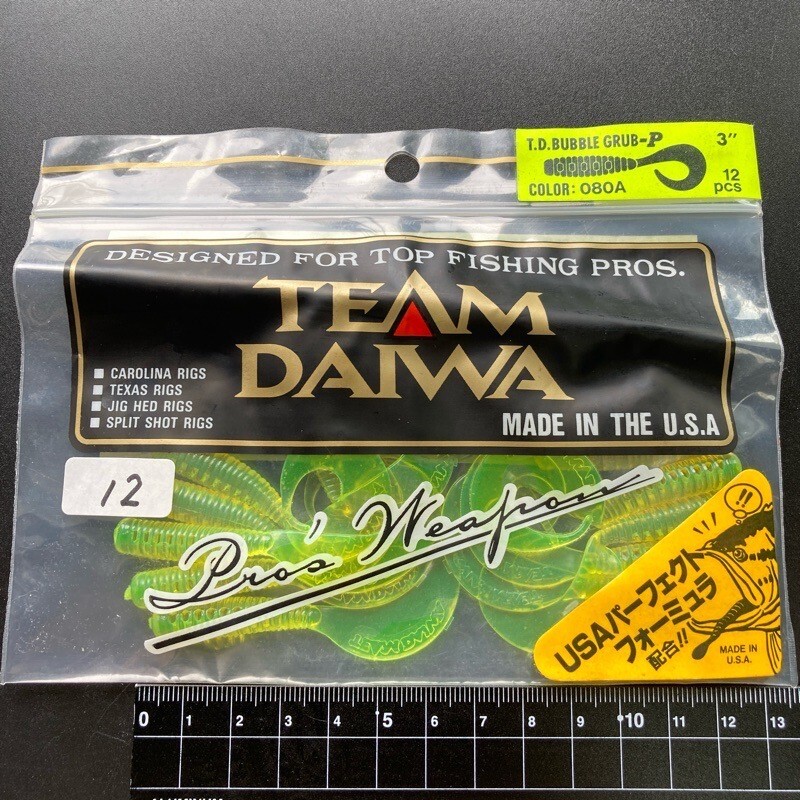 T.D.BUBBLE GRUB-P 3"
12
COLOR: 080A pcs
DESIGNED FOR TOP FISHING PROS.
TEAM
DAIWA
CAROLINA RIGS
TEXAS RIGS
JIG HED RIGS
SPLIT SHOT RIGS
MADE IN THE U.S.A
12
Pro's Weapon
!!
USAパーフェクト
フォーミュラ
配合!!
MADE IN
U.S.A.
0 1 2 3 4 5 6 7 8 9 10 11 12 13